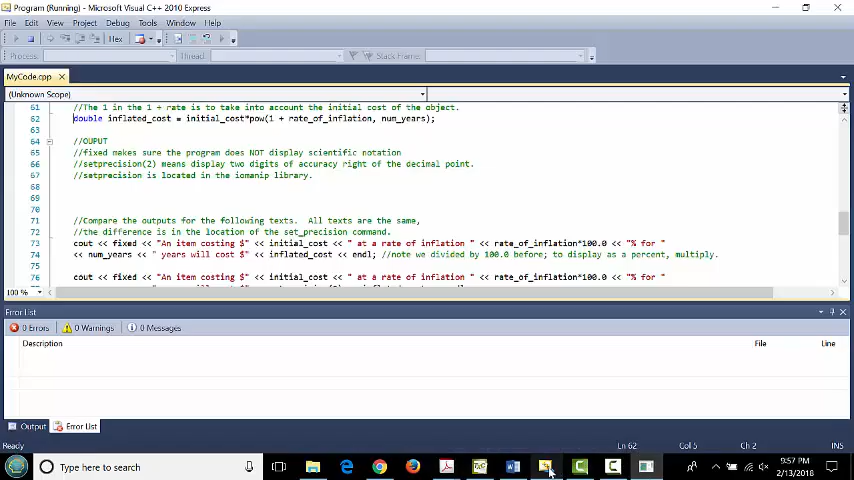 Program (Running) - Microsoft Visual C++ 2010 Express
File Edit View Project Debug Tools Window Help
Hex
Process: Thread: Stack Frame:
MyCode.cpp
(Unknown Scope)
61 //The 1 in the 1 + rate is to take into account the initial cost of the object.
62 double inflated_cost = initial_cost*pow(1 + rate_of_inflation, num_years);
63
64 //OUPUT
65 //fixed makes sure the program does NOT display scientific notation
66 //setprecision(2) means display two digits of accuracy right of the decimal point.
67 //setprecision is located in the iomanip library.
68
69
70
71 //Compare the outputs for the following texts. All texts are the same,
72 //the difference is in the location of the set_precision command.
73 cout << fixed << "An item costing $" << initial_cost << " at a rate of inflation " << rate_of_inflation*100.0 << "% for "
74 << num_years << " years will cost $" << inflated_cost << endl; //note we divided by 100.0 before; to display as a percent, multiply.
75
76 cout << fixed << "An item costing $" << initial_cost << " at a rate of inflation " << rate_of_inflation*100.0 << "% for "
100 %
Error List
0 Errors 0 Warnings 0 Messages
Description File Line
Output Error List
Ready Ln 62 Col 5 Ch 2 INS
Type here to search
9:57 PM
2/13/2018